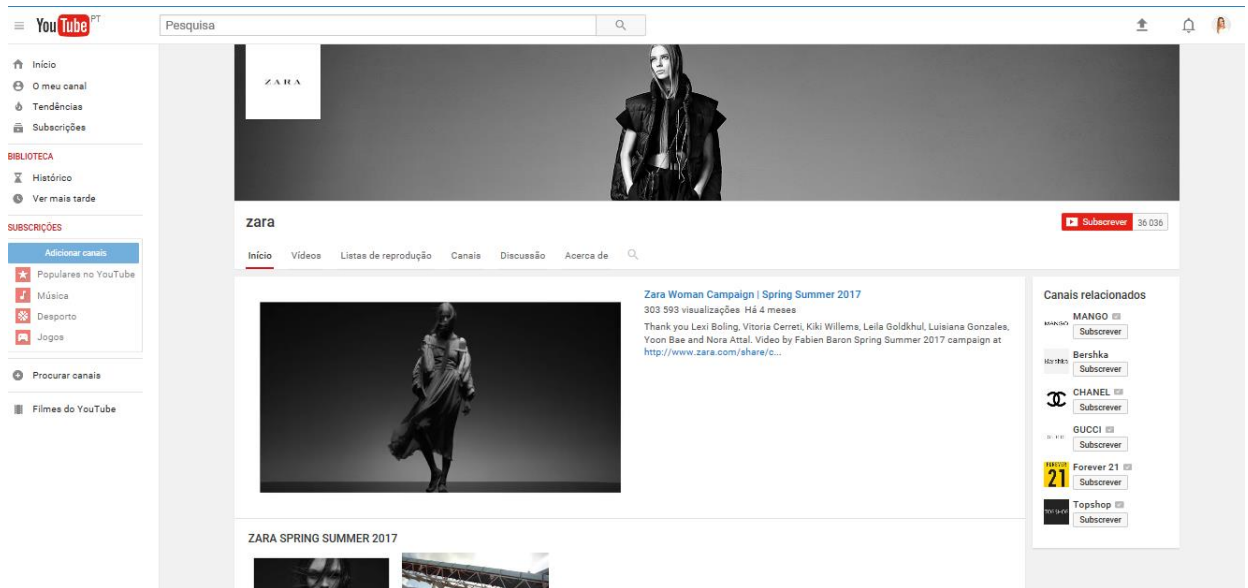 YouTube PT
Pesquisa
Início
O meu canal
Tendências
Subscrições
BIBLIOTECA
Histórico
Ver mais tarde
SUBSCRIÇÕES
Adicionar canais
Populares no YouTube
Música
Desporto
Jogos
Procurar canais
Filmes do YouTube
ZARA
zara
Subscrever 36 036
Início Vídeos Listas de reprodução Canais Discussão Acerca de
Zara Woman Campaign | Spring Summer 2017
303 593 visualizações Há 4 meses
Thank you Lexi Boling, Vitoria Cerreti, Kiki Willems, Leila Goldkhul, Luisiana Gonzales,
Yoon Bae and Nora Attal. Video by Fabien Baron Spring Summer 2017 campaign at
http://www.zara.com/share/c...
ZARA SPRING SUMMER 2017
Canais relacionados
MANGO
MANGO
Subscrever
Bershka
Bershka
Subscrever
CHANEL
Subscrever
GUCCI
Subscrever
FOREVER
21
Forever 21
Subscrever
TOPSHOP
Topshop
Subscrever